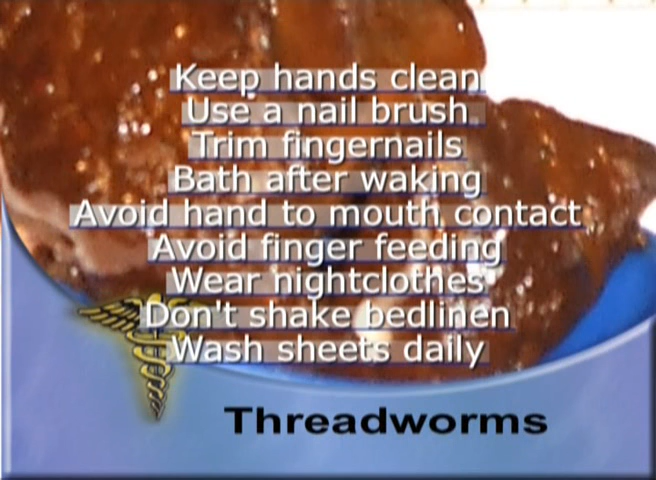 Keep hands clean
Use a nail brush
Trim fingernails
Bath after waking
Avoid hand to mouth contact
Avoid finger feeding
Wear nightclothes
Don't shake bedlinen
Wash sheets daily
Threadworms